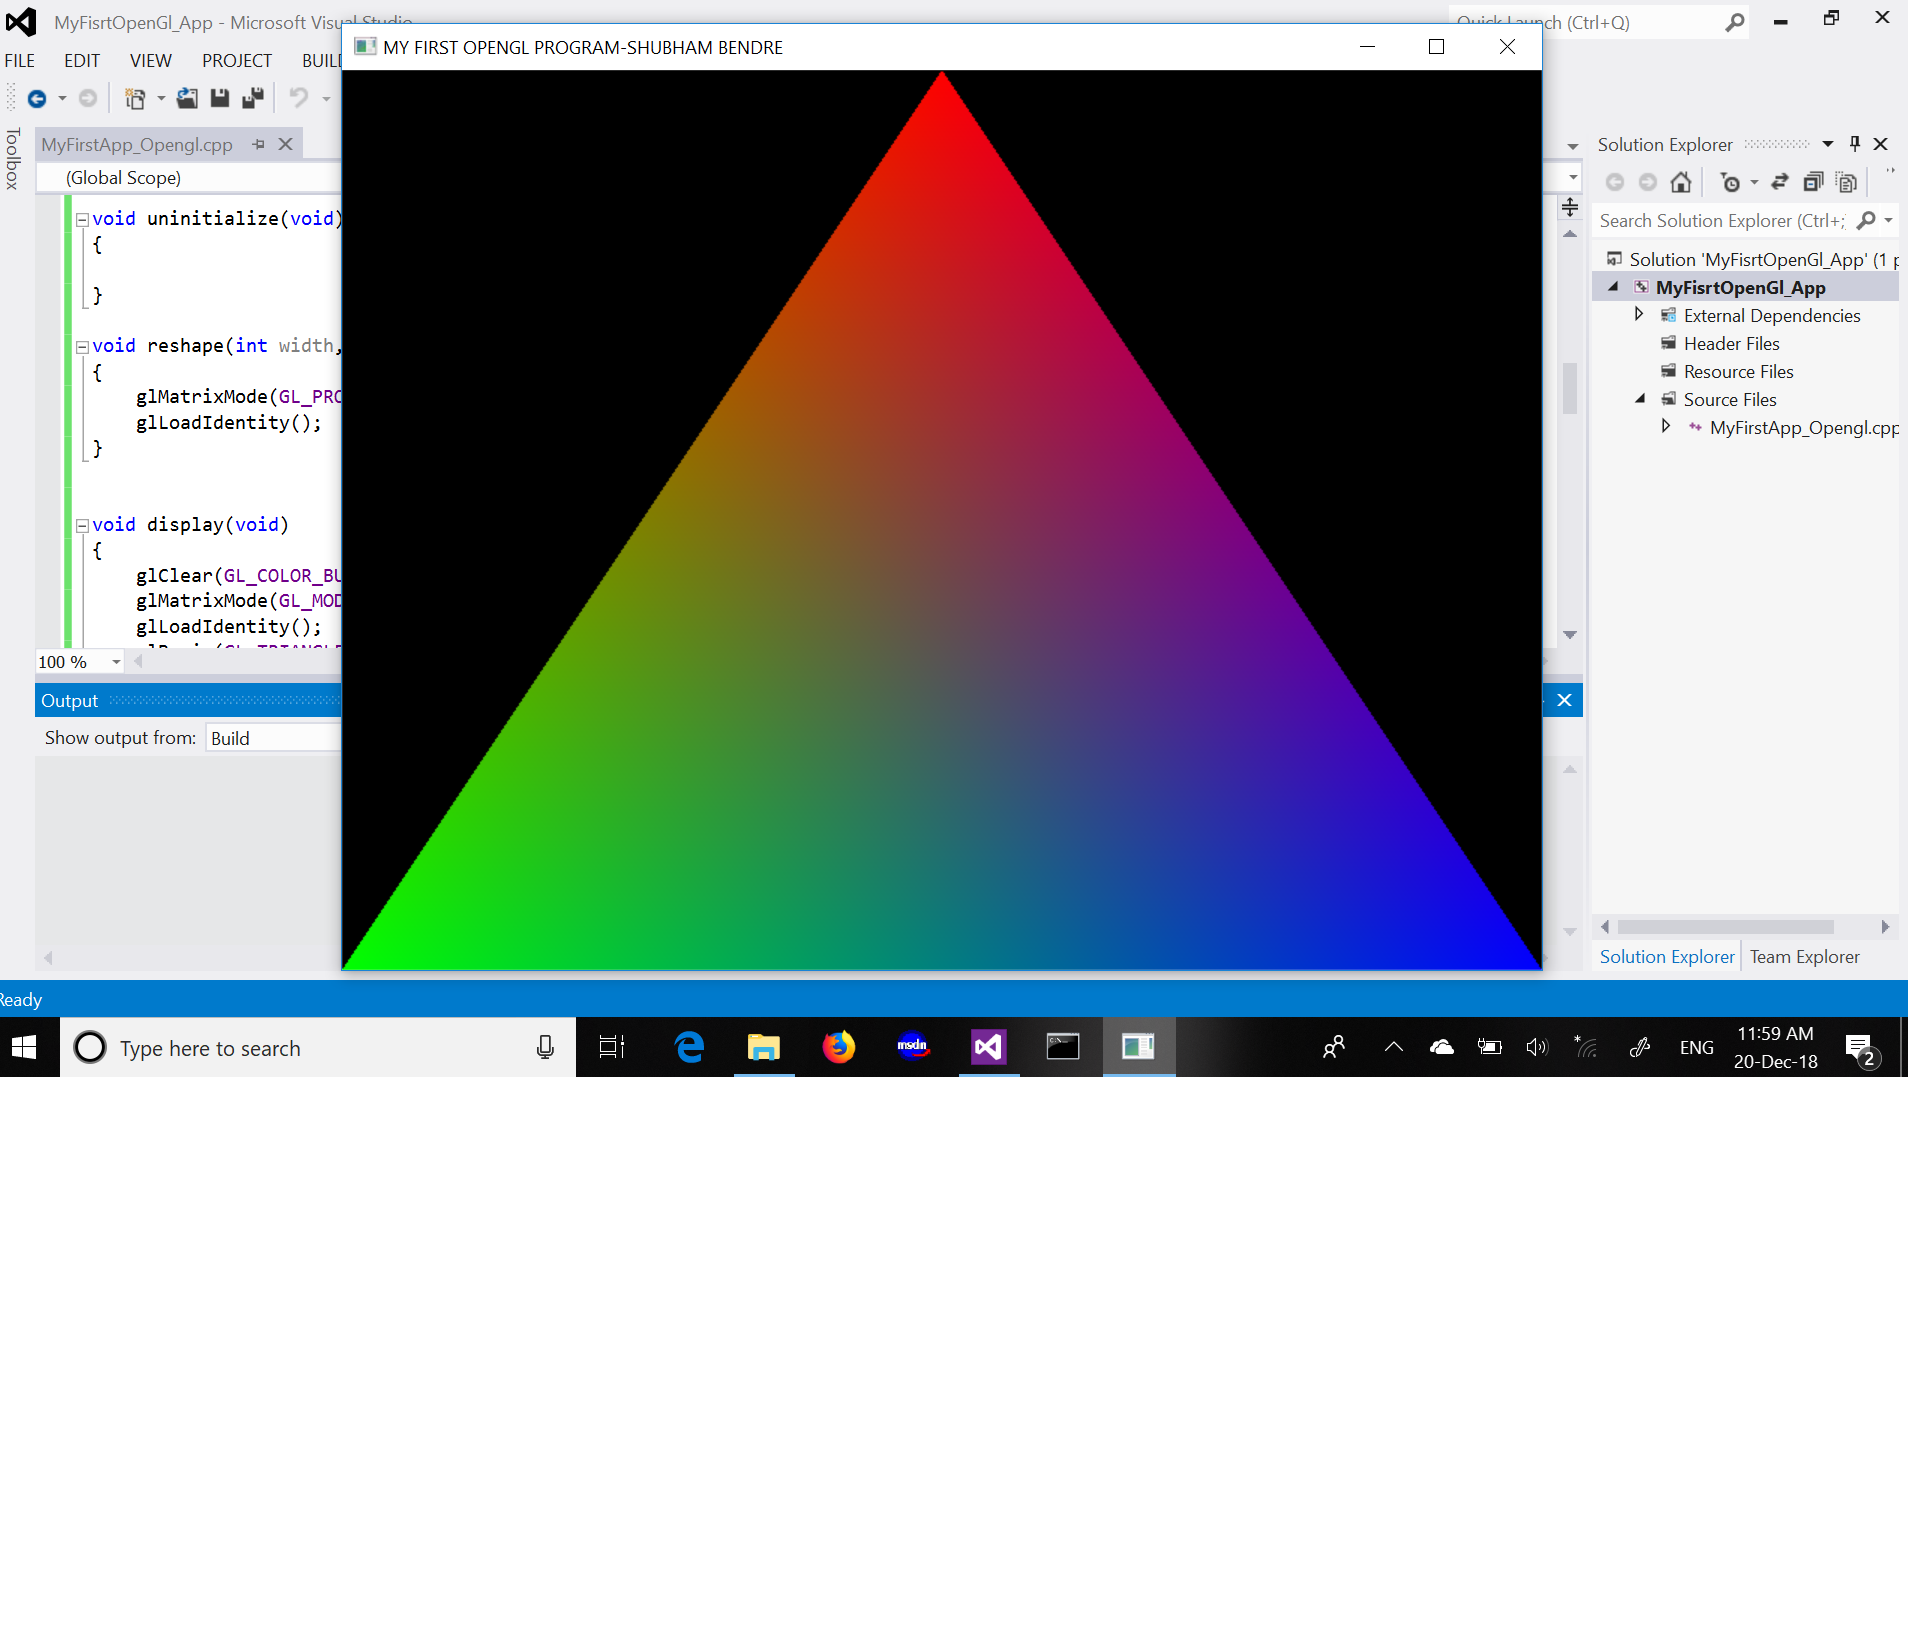 MyFisrtOpenGl_App - Microsoft Visual Studio
Quick Launch (Ctrl+Q)
MY FIRST OPENGL PROGRAM-SHUBHAM BENDRE
FILE EDIT VIEW PROJECT BUIL
Toolbox
MyFirstApp_Opengl.cpp
(Global Scope)
void uninitialize(void)
{
}
void reshape(int width,
{
glMatrixMode(GL_PRO
glLoadIdentity();
}
void display(void)
{
glClear(GL_COLOR_BU
glMatrixMode(GL_MOD
glLoadIdentity();
100 %
Output
Show output from: Build
Solution Explorer
Search Solution Explorer (Ctrl+;
Solution 'MyFisrtOpenGl_App' (1 p
MyFisrtOpenGl_App
External Dependencies
Header Files
Resource Files
Source Files
MyFirstApp_Opengl.cpp
Solution Explorer Team Explorer
Ready
Type here to search
msdn
ENG
11:59 AM
20-Dec-18
2